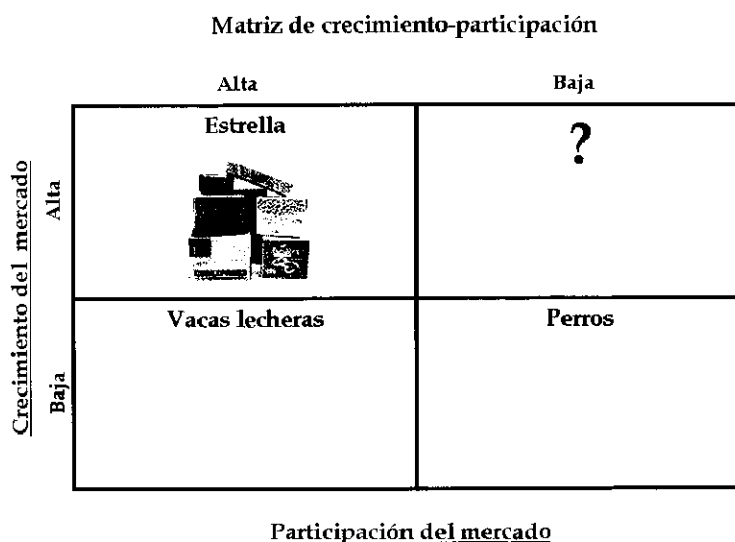 Matriz de crecimiento-participación
Alta Baja
Estrella
?
Crecimiento del mercado
Alta
Vacas lecheras Perros
Baja
Participación del mercado